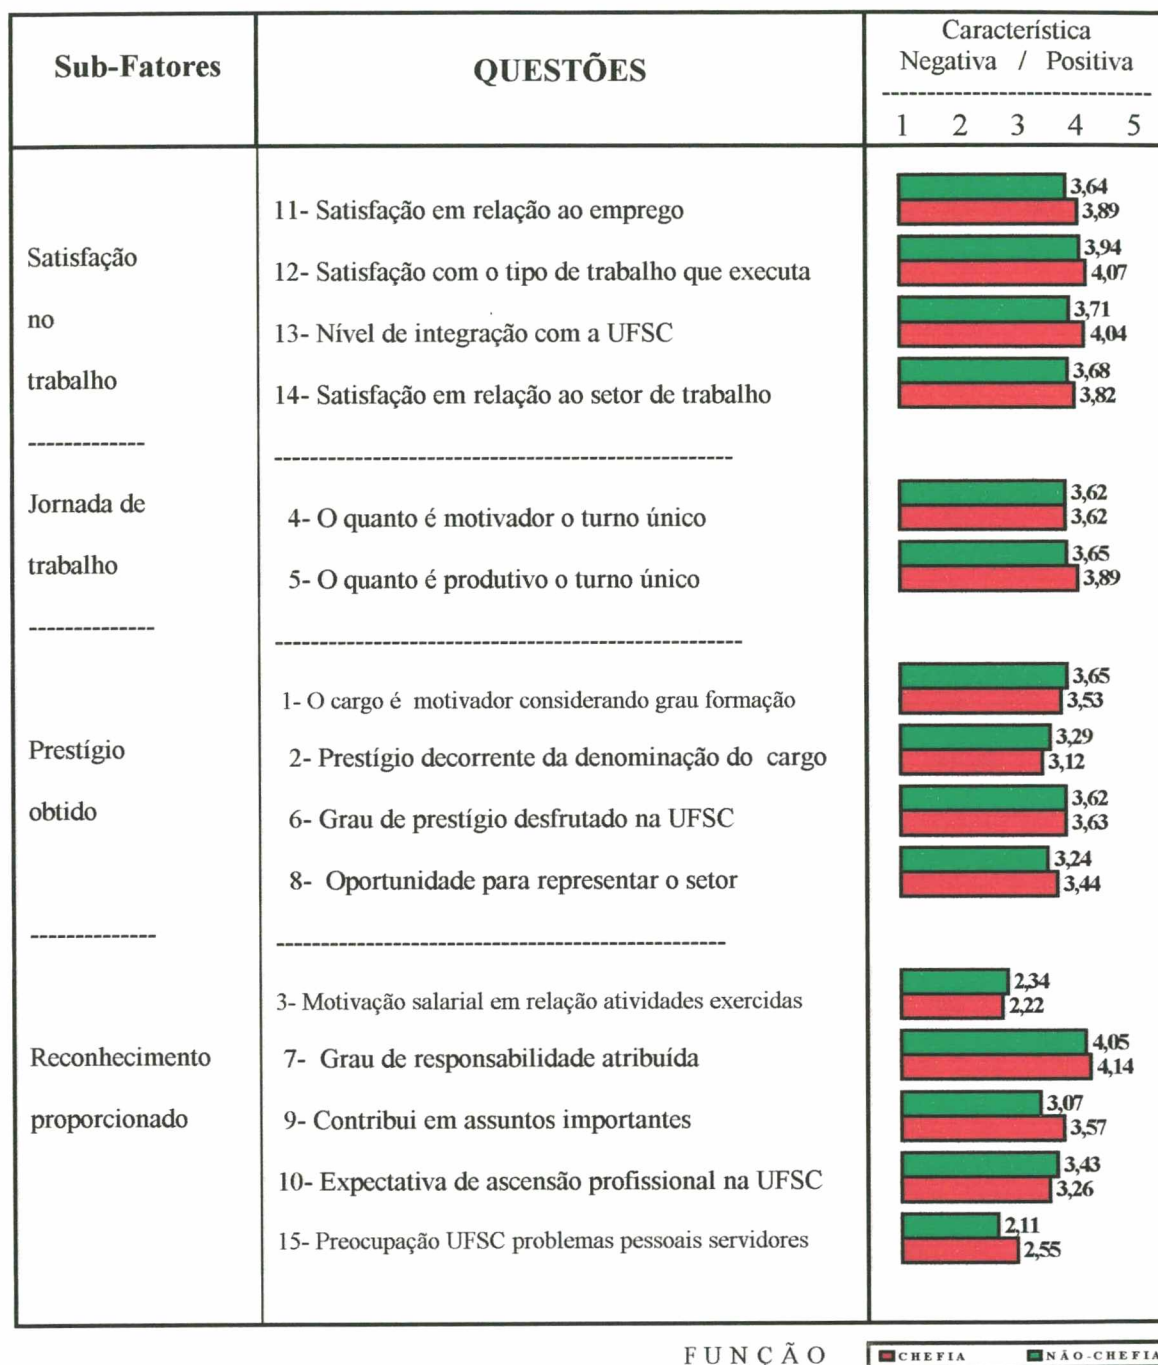 Sub-Fatores
QUESTÕES
Característica
Negativa / Positiva
-----------------------------
1 2 3 4 5
Satisfação
no
trabalho
11- Satisfação em relação ao emprego
3,64
3,89
12- Satisfação com o tipo de trabalho que executa
3,94
4,07
13- Nível de integração com a UFSC
3,71
4,04
14- Satisfação em relação ao setor de trabalho
3,68
3,82
-------------
---------------------------------------------------
Jornada de
trabalho
4- O quanto é motivador o turno único
3,62
3,62
5- O quanto é produtivo o turno único
3,65
3,89
--------------
----------------------------------------------------
Prestígio
obtido
1- O cargo é motivador considerando grau formação
3,65
3,53
2- Prestígio decorrente da denominação do cargo
3,29
3,12
6- Grau de prestígio desfrutado na UFSC
3,62
3,63
8- Oportunidade para representar o setor
3,24
3,44
--------------
--------------------------------------------------
Reconhecimento
proporcionado
3- Motivação salarial em relação atividades exercidas
2,34
2,22
7- Grau de responsabilidade atribuída
4,05
4,14
9- Contribui em assuntos importantes
3,07
3,57
10- Expectativa de ascensão profissional na UFSC
3,43
3,26
15- Preocupação UFSC problemas pessoais servidores
2,11
2,55
FUNÇÃO
CHEFIA NÃO-CHEFIA